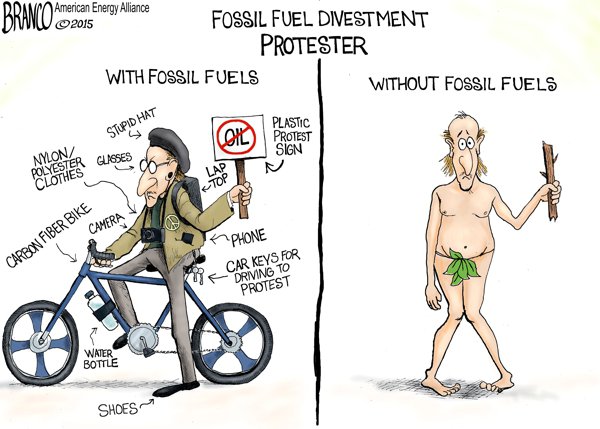 BRANCO American Energy Alliance
©2015
FOSSIL FUEL DIVESTMENT
PROTESTER
WITH FOSSIL FUELS
STUPID HAT
GLASSES
NYLON/
POLYESTER
CLOTHES
CAMERA
CARBON FIBER BIKE
WATER
BOTTLE
SHOES
OIL
PLASTIC
PROTEST
SIGN
LAP
TOP
PHONE
CAR KEYS FOR
DRIVING TO
PROTEST
WITHOUT FOSSIL FUELS